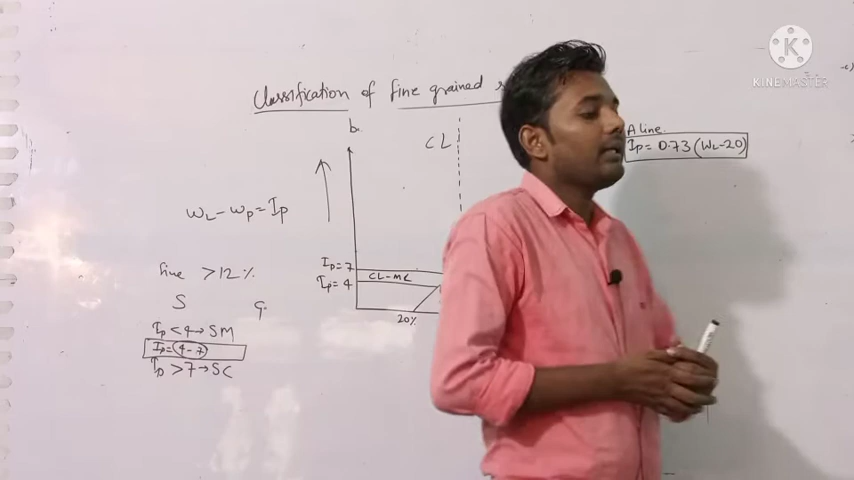 Classification of fine grained
CL
A line.
Ip = 0.73 (WL-20)
WL - Wp = Ip
Ip = 7
CL-ML
Ip = 4
20%
fine >12%
S G
Ip < 4 → SM
Ip = 4-7
Ip > 7 → SC
KINEMASTER